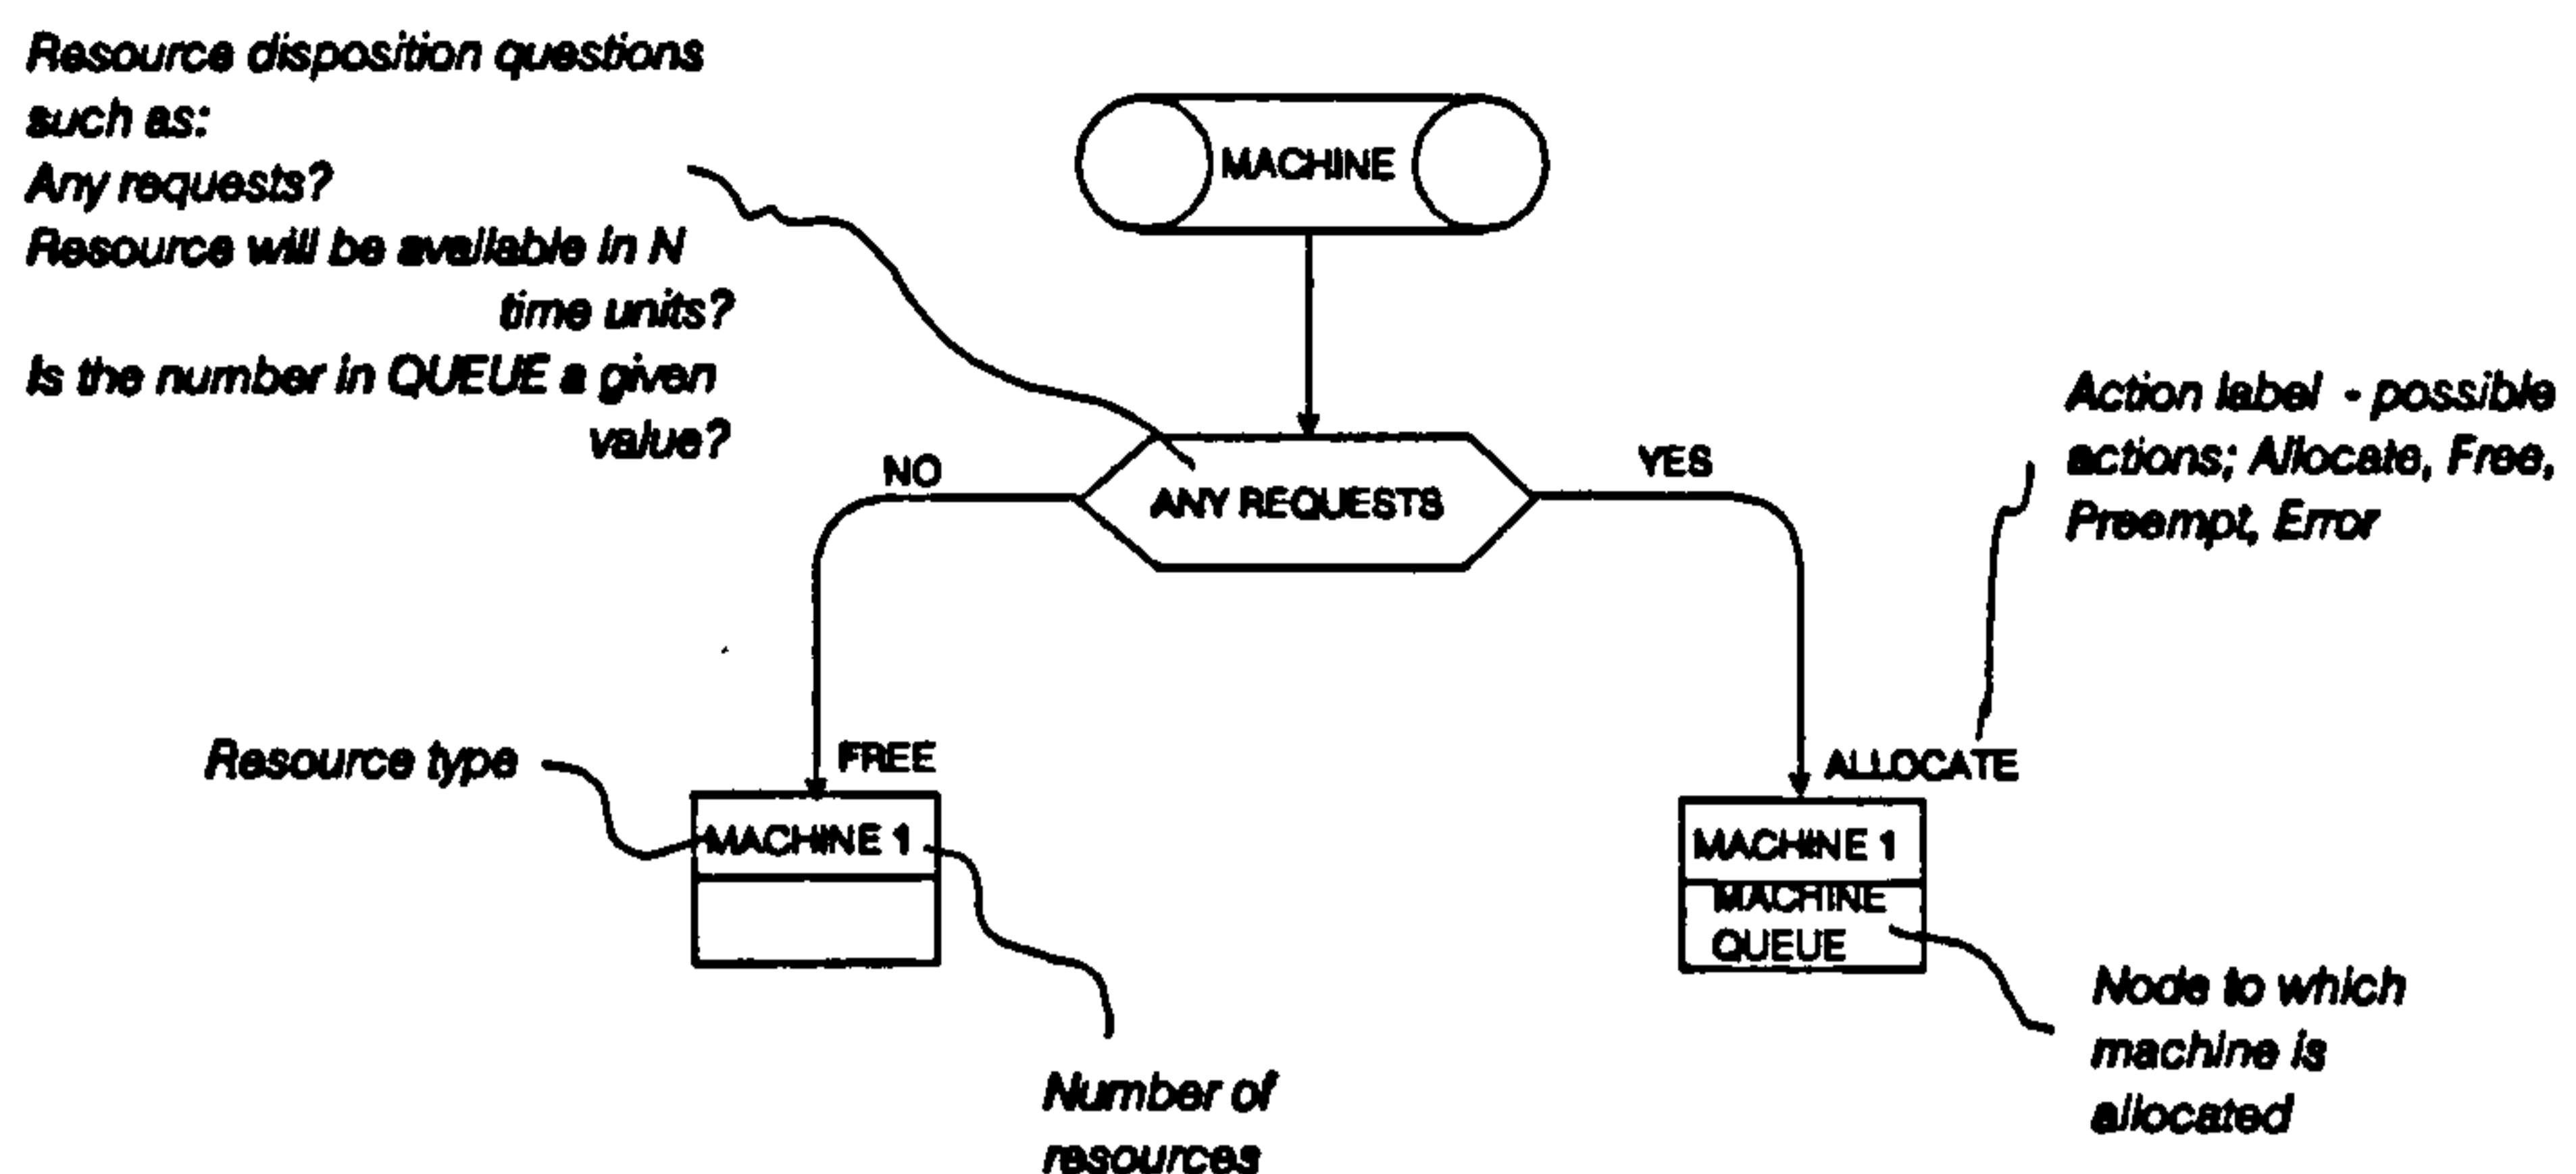 Resource disposition questions
such as:
Any requests?
Resource will be available in N
time units?
Is the number in QUEUE a given
value?
MACHINE
NO
ANY REQUESTS
YES
Action label - possible
actions; Allocate, Free,
Preempt, Error
Resource type
FREE
MACHINE 1
ALLOCATE
MACHINE 1
MACHINE
QUEUE
Number of
resources
Node to which
machine is
allocated